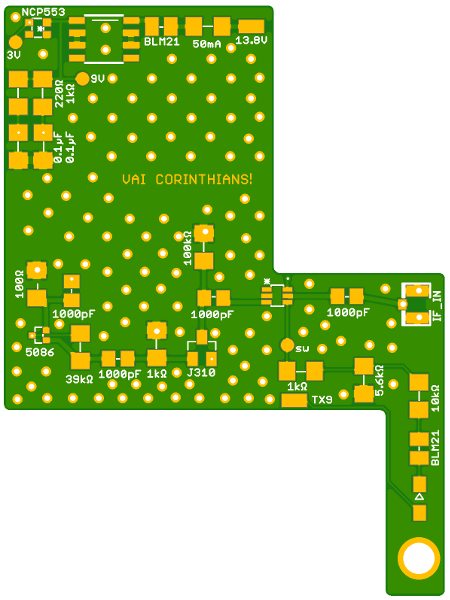 NCP553
3V
BLM21
50mA
13.8V
9V
220Ω
1kΩ
0.1µF
0.1µF
VAI CORINTHIANS!
100kΩ
100Ω
1000pF
1000pF
1000pF
IF_IN
5086
39kΩ
1000pF
1kΩ
J310
SW
1kΩ
5.6kΩ
TX9
10kΩ
BLM21